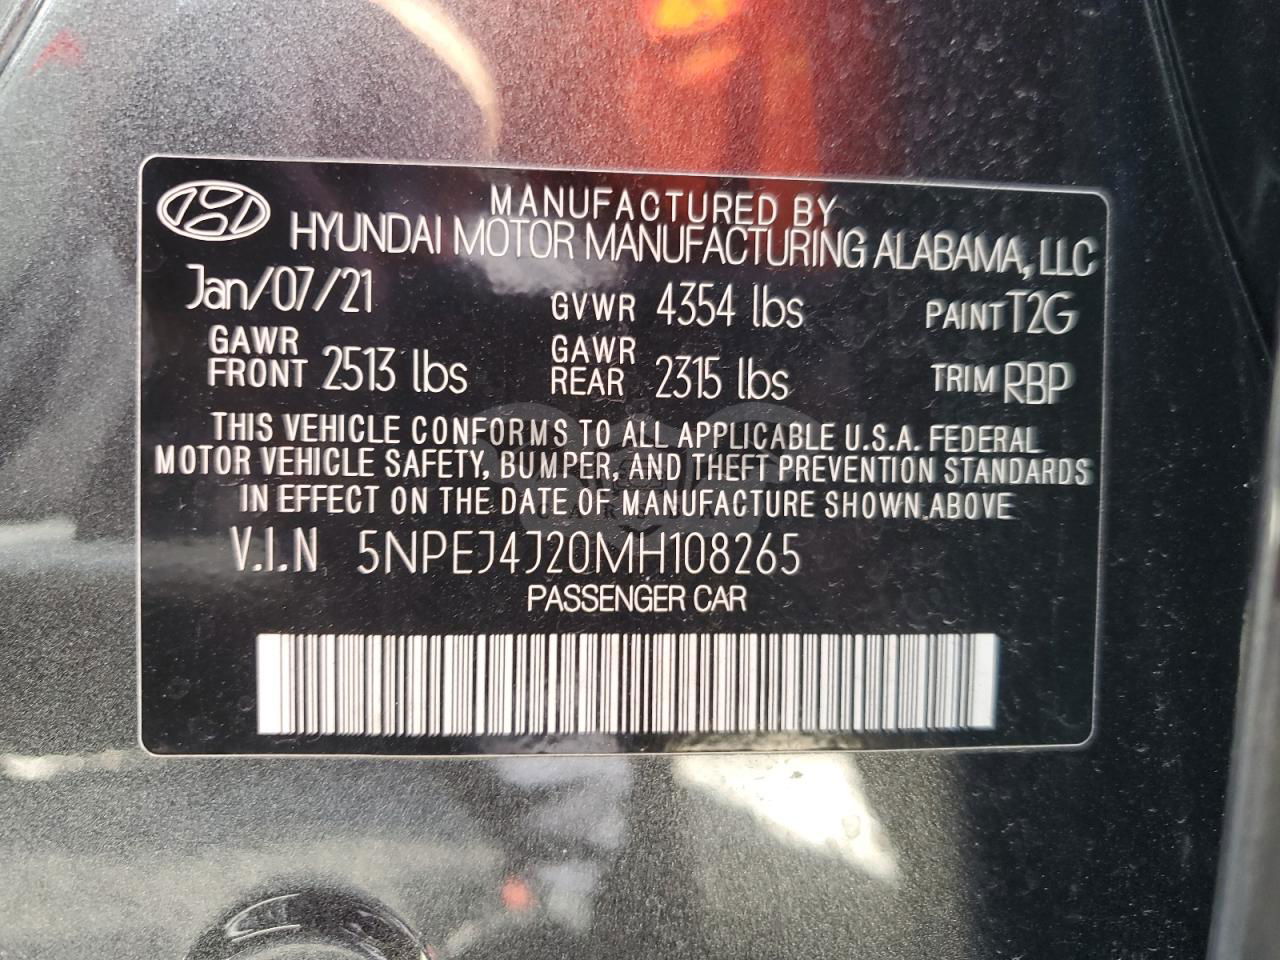 MANUFACTURED BY
HYUNDAI MOTOR MANUFACTURING ALABAMA, LLC
Jan/07/21 GVWR 4354 lbs PAINT T2G
GAWR FRONT 2513 lbs GAWR REAR 2315 lbs TRIM RBP
THIS VEHICLE CONFORMS TO ALL APPLICABLE U.S.A. FEDERAL
MOTOR VEHICLE SAFETY, BUMPER, AND THEFT PREVENTION STANDARDS
IN EFFECT ON THE DATE OF MANUFACTURE SHOWN ABOVE
V.I.N 5NPEJ4J20MH108265
PASSENGER CAR